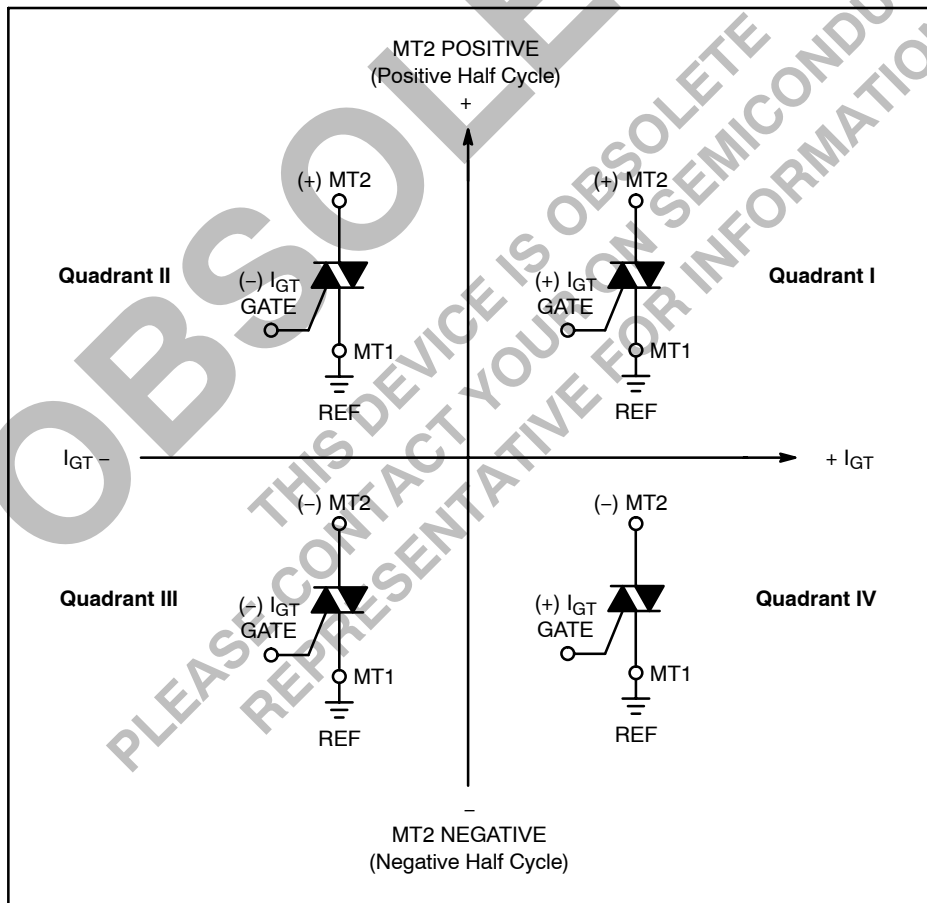 MT2 POSITIVE
(Positive Half Cycle)
+
(+) MT2
(+) MT2
Quadrant II
(−) IGT
GATE
(+) IGT
GATE
Quadrant I
MT1
MT1
REF
REF
IGT −
+ IGT
(−) MT2
(−) MT2
Quadrant III
(−) IGT
GATE
(+) IGT
GATE
Quadrant IV
MT1
MT1
REF
REF
−
MT2 NEGATIVE
(Negative Half Cycle)
OBSOLE
THIS DEVICE IS OBSOLETE
PLEASE CONTACT YOUR ON SEMICONDU
REPRESENTATIVE FOR INFORMATION